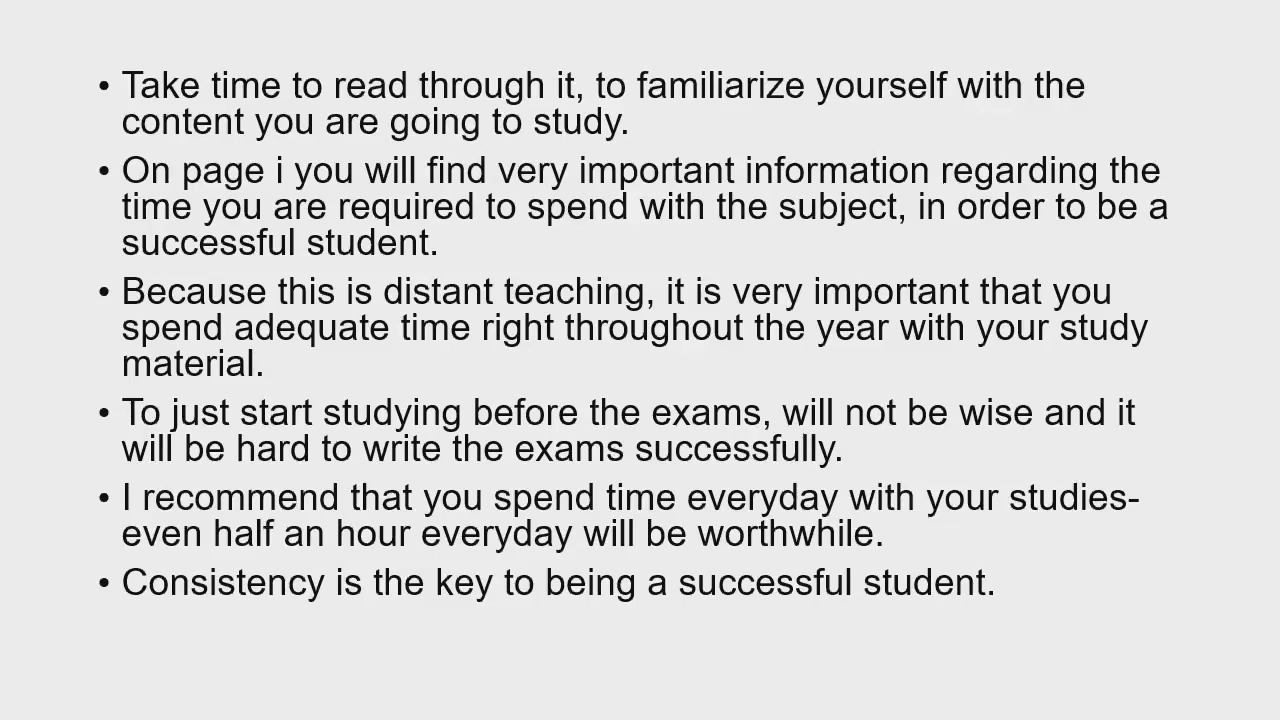 • Take time to read through it, to familiarize yourself with the
content you are going to study.
• On page i you will find very important information regarding the
time you are required to spend with the subject, in order to be a
successful student.
• Because this is distant teaching, it is very important that you
spend adequate time right throughout the year with your study
material.
• To just start studying before the exams, will not be wise and it
will be hard to write the exams successfully.
• I recommend that you spend time everyday with your studies-
even half an hour everyday will be worthwhile.
• Consistency is the key to being a successful student.